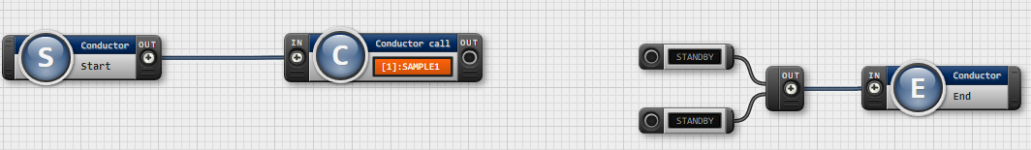 S
Conductor
OUT
Start
IN
C
Conductor call
OUT
[1]:SAMPLE1
STANDBY
STANDBY
OUT
IN
E
Conductor
End